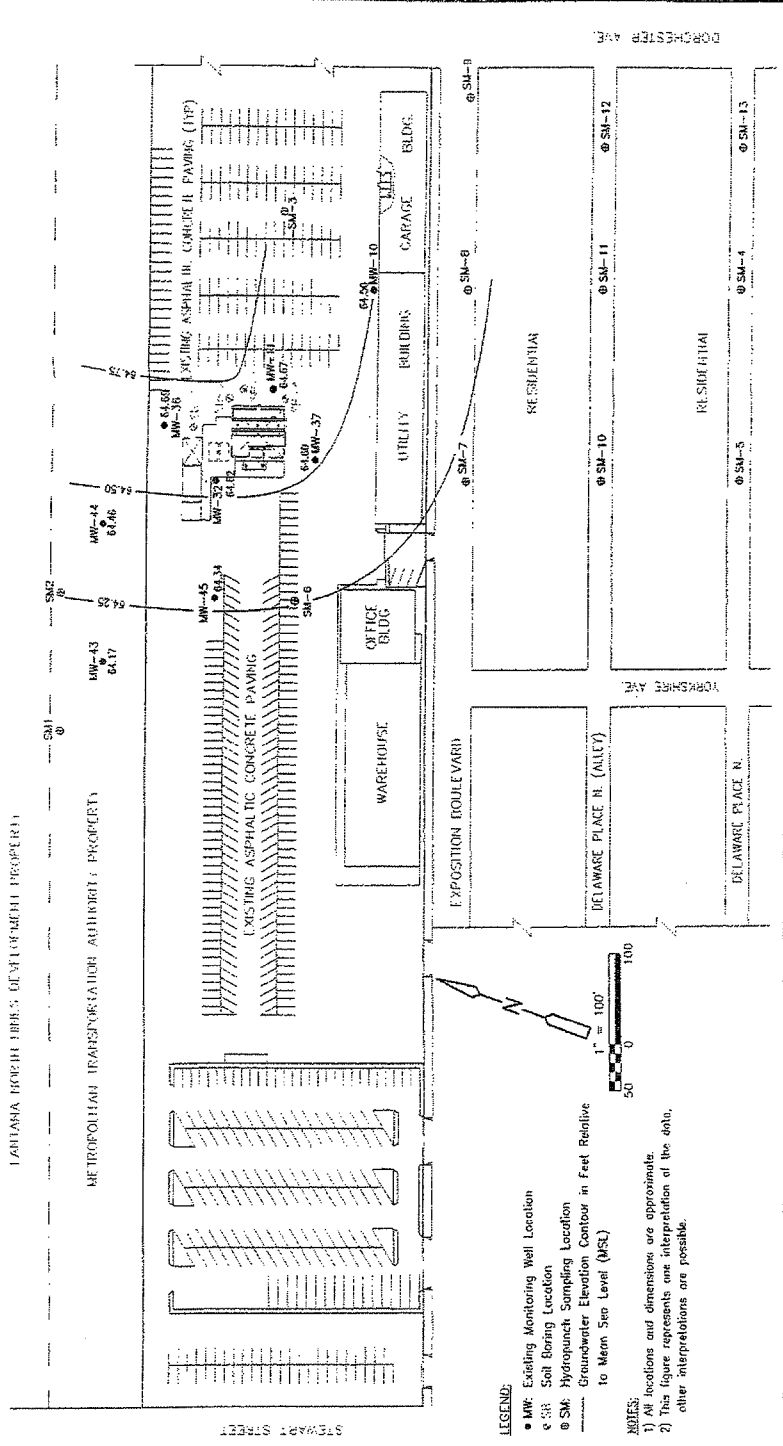 LANTANA NORTH HINES DEVELOPMENT PROPERTY
METROPOLITAN TRANSPORTATION AUTHORITY PROPERTY
SM1
SM2
MW-43
64.17
MW-44
64.46
64.25
64.50
64.75
64.68
MW-36
MW-45
64.34
MW-32
64.62
64.67
64.60
MW-37
64.56
MW-10
SM-3
SM-6
EXISTING ASPHALTIC CONCRETE PAVING
EXISTING ASPHALTIC CONCRETE PAVING (TYP)
WAREHOUSE
OFFICE
BLDG
UTILITY BUILDING
GARAGE BLDG.
STEWART STREET
EXPOSITION BOULEVARD
YORKSHIRE AVE.
DORCHESTER AVE.
SM-7
SM-8
SM-9
RESIDENTIAL
DELAWARE PLACE N. (ALLEY)
SM-10
SM-11
SM-12
RESIDENTIAL
DELAWARE PLACE N.
SM-5
SM-4
SM-13
N
1" = 100'
50 0 100
LEGEND:
MW: Existing Monitoring Well Location
SB: Soil Boring Location
SM: Hydropunch Sampling Location
Groundwater Elevation Contour in Feet Relative
to Mean Sea Level (MSL)
NOTES:
1) All locations and dimensions are approximate.
2) This figure represents one interpretation of the data,
other interpretations are possible.